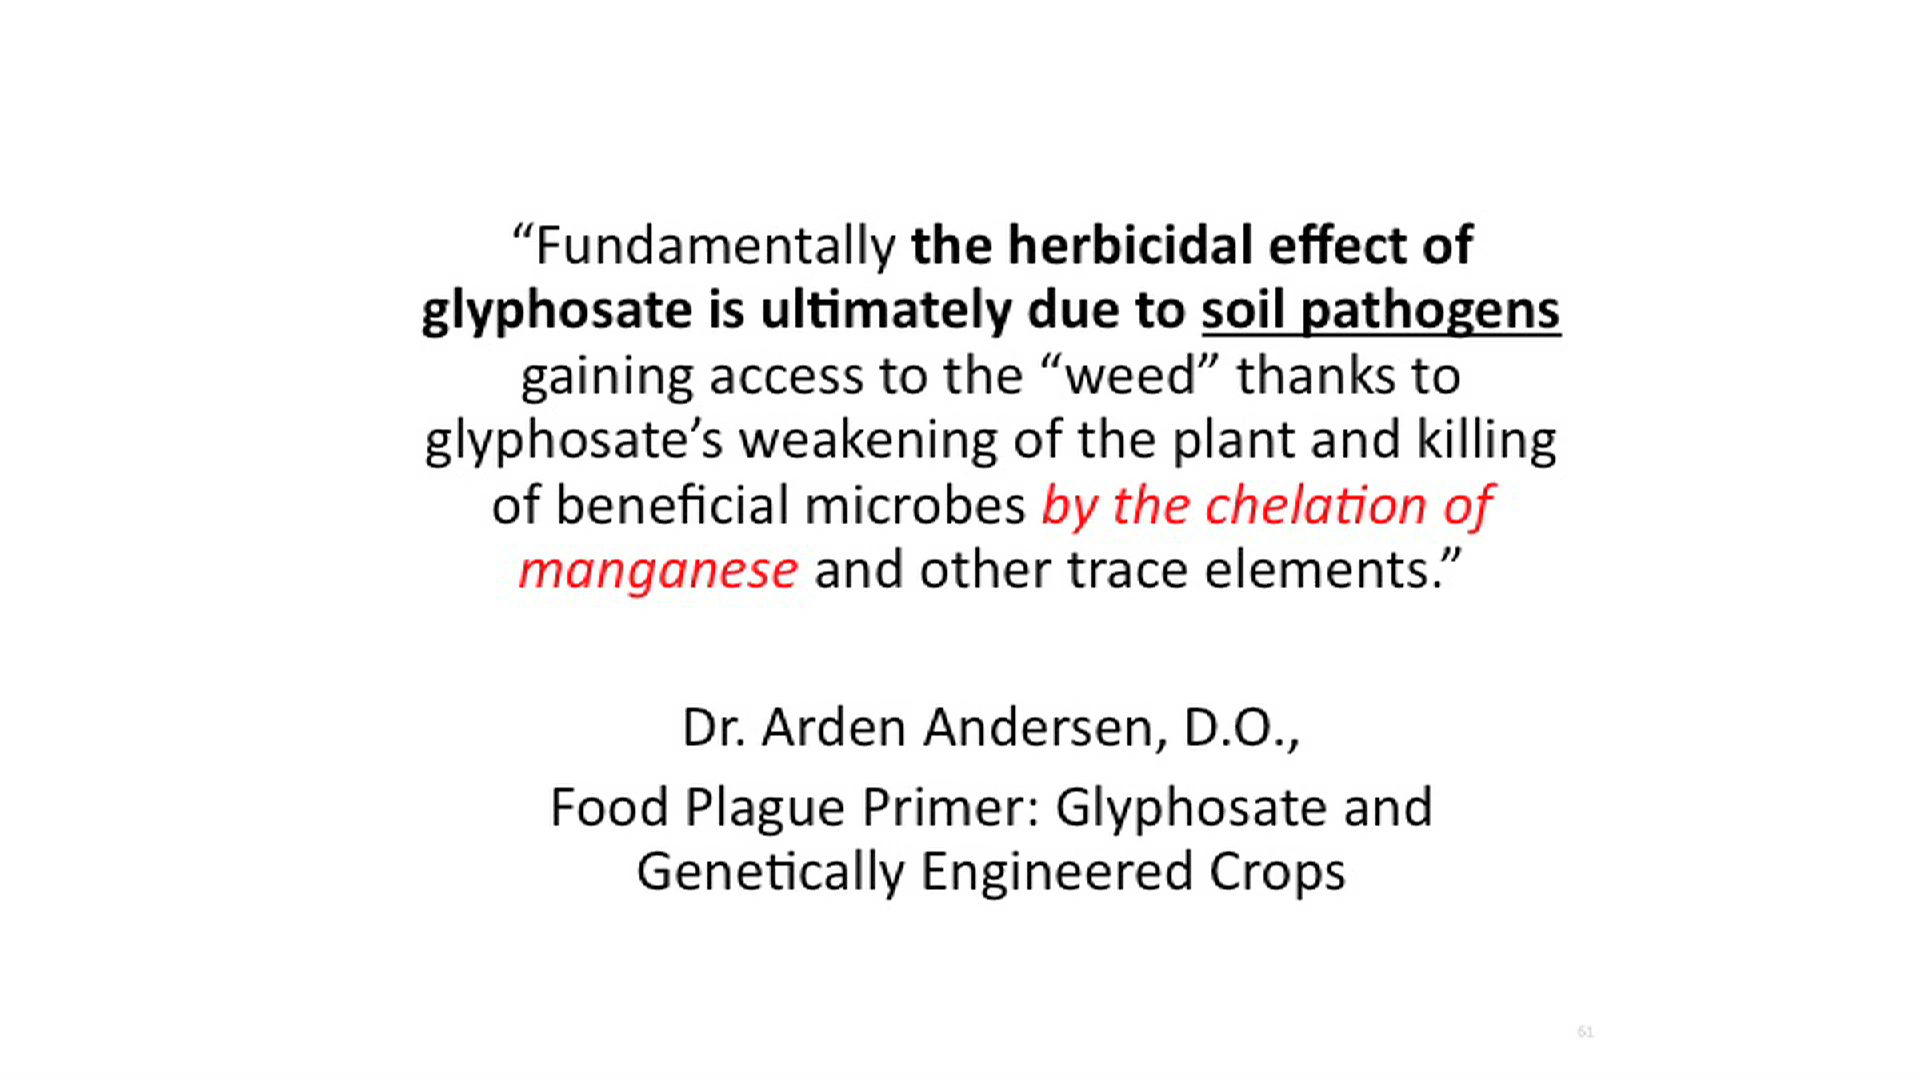 “Fundamentally the herbicidal effect of
glyphosate is ultimately due to soil pathogens
gaining access to the “weed” thanks to
glyphosate’s weakening of the plant and killing
of beneficial microbes by the chelation of
manganese and other trace elements.”
Dr. Arden Andersen, D.O.,
Food Plague Primer: Glyphosate and
Genetically Engineered Crops
61